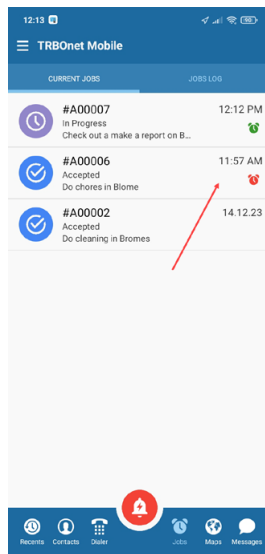 12:13
90
TRBOnet Mobile
CURRENT JOBS
JOBS LOG
#A00007
12:12 PM
In Progress
Check out a make a report on B...
#A00006
11:57 AM
Accepted
Do chores in Blome
#A00002
14.12.23
Accepted
Do cleaning in Bromes
Recents
Contacts
Dialer
Jobs
Maps
Messages